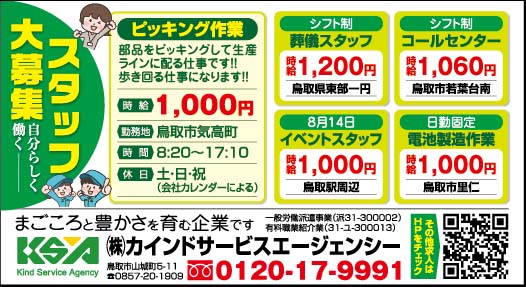 スタッフ
大募集
自分らしく
働く
ピッキング作業
部品をピッキングして生産
ラインに配る仕事です!!
歩き回る仕事になります!!
時給 1,000円
勤務地 鳥取市気高町
時間 8:20〜17:10
休日 土・日・祝
(会社カレンダーによる)
シフト制
葬儀スタッフ
時給1,200円
鳥取県東部一円
シフト制
コールセンター
時給1,060円
鳥取市若葉台南
8月14日
イベントスタッフ
時給1,000円
鳥取駅周辺
日勤固定
電池製造作業
時給1,000円
鳥取市里仁
まごころと豊かさを育む企業です
一般労働派遣事業(派31-300002)
有料職業紹介業(31-ユ-300013)
KSA
Kind Service Agency
㈱カインドサービスエージェンシー
鳥取市山城町5-11
☎0857-20-1909
0120-17-9991
その他求人は
HPをチェック